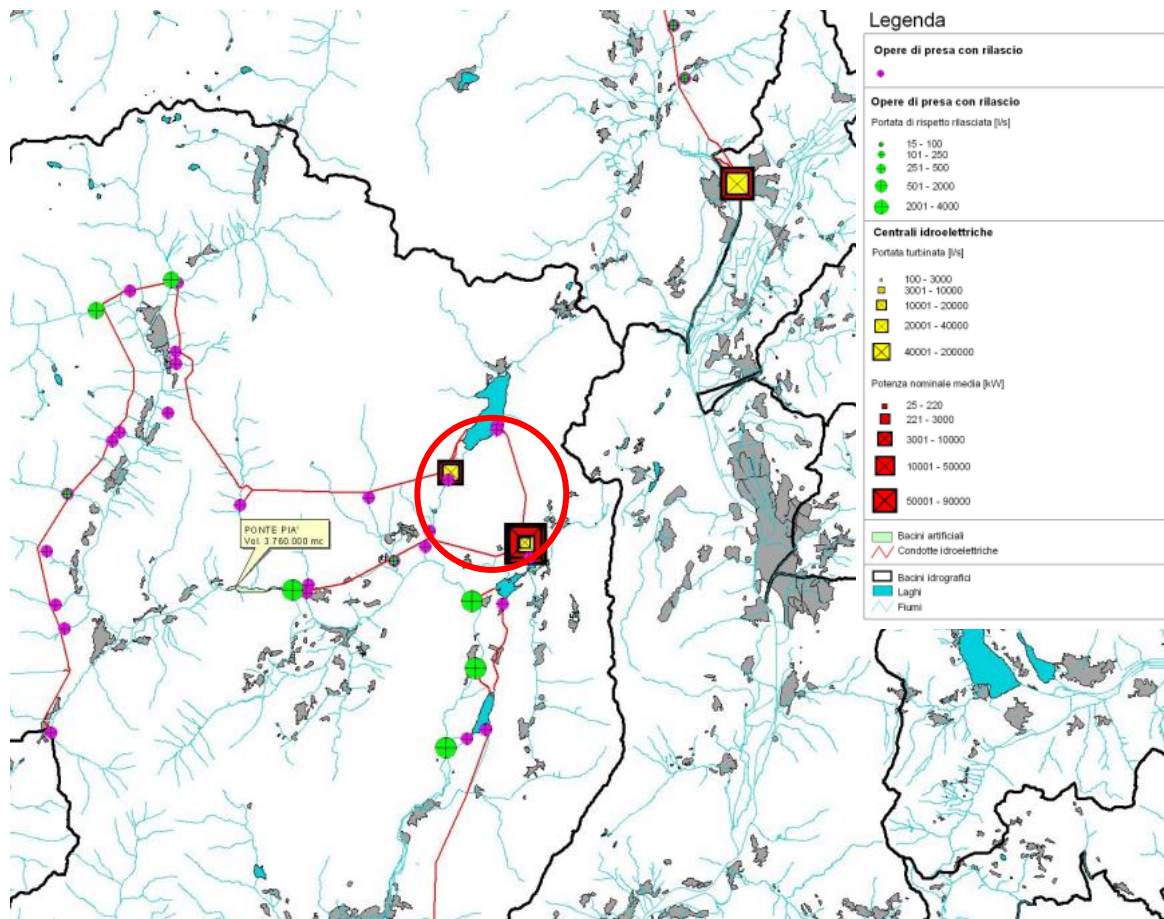 PONTE PIA'
Vol. 3.760.000 mc
Legenda
Opere di presa con rilascio
Opere di presa con rilascio
Portata di rispetto rilasciata [l/s]
15 - 100
101 - 250
251 - 500
501 - 2000
2001 - 4000
Centrali idroelettriche
Portata turbinata [l/s]
100 - 3000
3001 - 10000
10001 - 20000
20001 - 40000
40001 - 200000
Potenza nominale media [kW]
25 - 220
221 - 3000
3001 - 10000
10001 - 50000
50001 - 90000
Bacini artificiali
Condotte idroelettriche
Bacini idrografici
Laghi
Fiumi